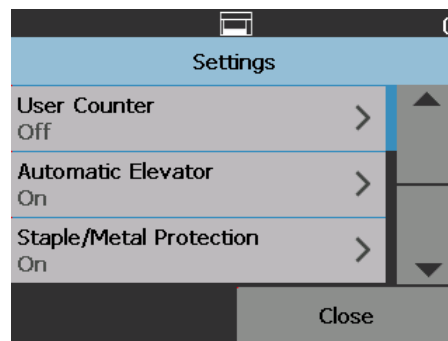 Settings
User Counter
Off
Automatic Elevator
On
Staple/Metal Protection
On
Close